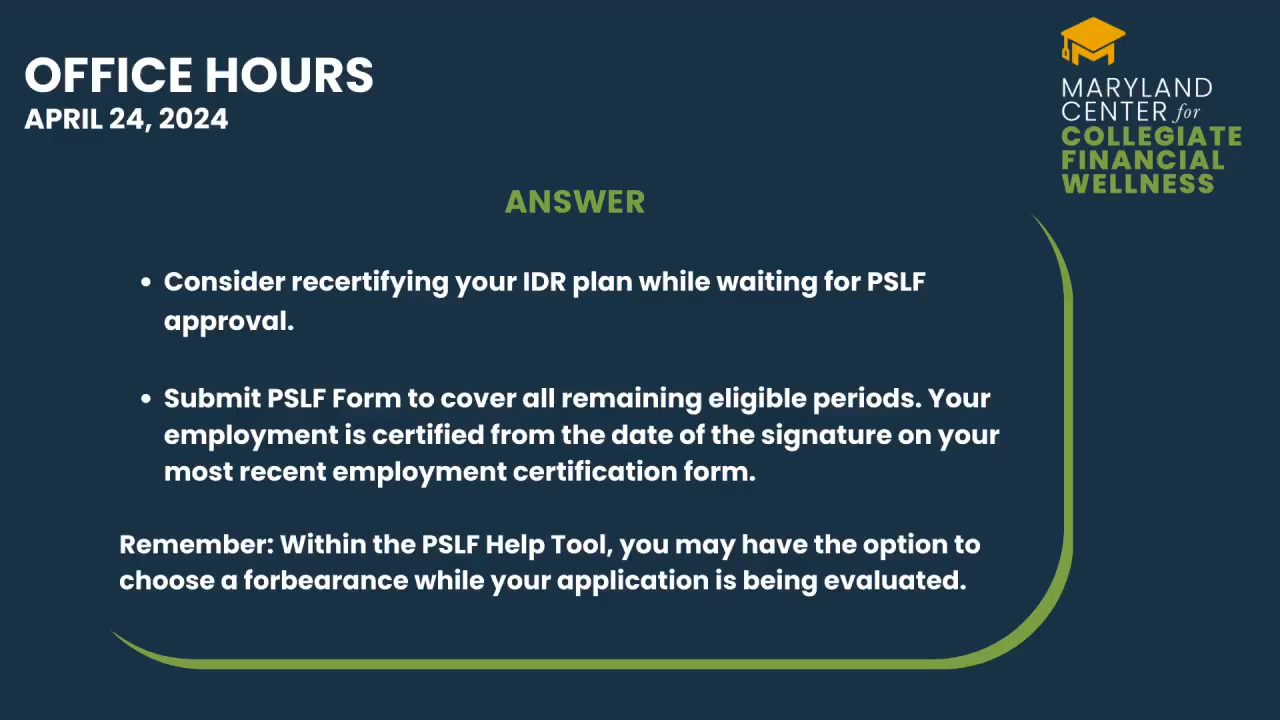 OFFICE HOURS
APRIL 24, 2024
MARYLAND
CENTER for
COLLEGIATE
FINANCIAL
WELLNESS
ANSWER
• Consider recertifying your IDR plan while waiting for PSLF
approval.
• Submit PSLF Form to cover all remaining eligible periods. Your
employment is certified from the date of the signature on your
most recent employment certification form.
Remember: Within the PSLF Help Tool, you may have the option to
choose a forbearance while your application is being evaluated.